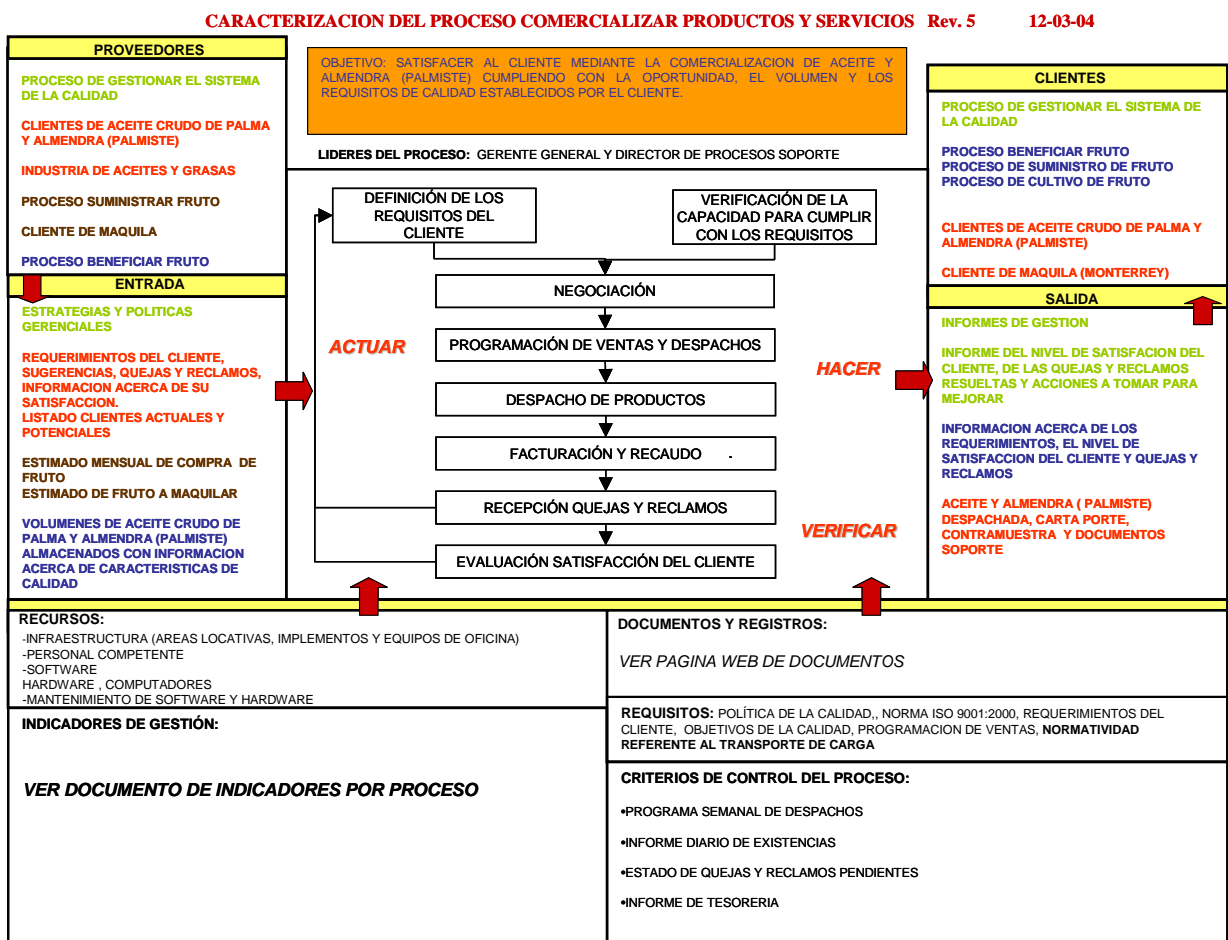 CARACTERIZACION DEL PROCESO COMERCIALIZAR PRODUCTOS Y SERVICIOS Rev. 5 12-03-04
PROVEEDORES
PROCESO DE GESTIONAR EL SISTEMA
DE LA CALIDAD
CLIENTES DE ACEITE CRUDO DE PALMA
Y ALMENDRA (PALMISTE)
INDUSTRIA DE ACEITES Y GRASAS
PROCESO SUMINISTRAR FRUTO
CLIENTE DE MAQUILA
PROCESO BENEFICIAR FRUTO
ENTRADA
ESTRATEGIAS Y POLITICAS
GERENCIALES
REQUERIMIENTOS DEL CLIENTE,
SUGERENCIAS, QUEJAS Y RECLAMOS,
INFORMACION ACERCA DE SU
SATISFACCION.
LISTADO CLIENTES ACTUALES Y
POTENCIALES
ESTIMADO MENSUAL DE COMPRA DE
FRUTO
ESTIMADO DE FRUTO A MAQUILAR
VOLUMENES DE ACEITE CRUDO DE
PALMA Y ALMENDRA (PALMISTE)
ALMACENADOS CON INFORMACION
ACERCA DE CARACTERISTICAS DE
CALIDAD
OBJETIVO: SATISFACER AL CLIENTE MEDIANTE LA COMERCIALIZACION DE ACEITE Y
ALMENDRA (PALMISTE) CUMPLIENDO CON LA OPORTUNIDAD, EL VOLUMEN Y LOS
REQUISITOS DE CALIDAD ESTABLECIDOS POR EL CLIENTE.
LIDERES DEL PROCESO: GERENTE GENERAL Y DIRECTOR DE PROCESOS SOPORTE
DEFINICIÓN DE LOS
REQUISITOS DEL
CLIENTE
VERIFICACIÓN DE LA
CAPACIDAD PARA CUMPLIR
CON LOS REQUISITOS
NEGOCIACIÓN
ACTUAR
PROGRAMACIÓN DE VENTAS Y DESPACHOS
HACER
DESPACHO DE PRODUCTOS
FACTURACIÓN Y RECAUDO .
RECEPCIÓN QUEJAS Y RECLAMOS
VERIFICAR
EVALUACIÓN SATISFACCIÓN DEL CLIENTE
CLIENTES
PROCESO DE GESTIONAR EL SISTEMA DE
LA CALIDAD
PROCESO BENEFICIAR FRUTO
PROCESO DE SUMINISTRO DE FRUTO
PROCESO DE CULTIVO DE FRUTO
CLIENTES DE ACEITE CRUDO DE PALMA Y
ALMENDRA (PALMISTE)
CLIENTE DE MAQUILA (MONTERREY)
SALIDA
INFORMES DE GESTION
INFORME DEL NIVEL DE SATISFACION DEL
CLIENTE, DE LAS QUEJAS Y RECLAMOS
RESUELTAS Y ACCIONES A TOMAR PARA
MEJORAR
INFORMACION ACERCA DE LOS
REQUERIMIENTOS, EL NIVEL DE
SATISFACCION DEL CLIENTE Y QUEJAS Y
RECLAMOS
ACEITE Y ALMENDRA ( PALMISTE)
DESPACHADA, CARTA PORTE,
CONTRAMUESTRA Y DOCUMENTOS
SOPORTE
RECURSOS:
-INFRAESTRUCTURA (AREAS LOCATIVAS, IMPLEMENTOS Y EQUIPOS DE OFICINA)
-PERSONAL COMPETENTE
-SOFTWARE
HARDWARE , COMPUTADORES
-MANTENIMIENTO DE SOFTWARE Y HARDWARE
INDICADORES DE GESTIÓN:
VER DOCUMENTO DE INDICADORES POR PROCESO
DOCUMENTOS Y REGISTROS:
VER PAGINA WEB DE DOCUMENTOS
REQUISITOS: POLÍTICA DE LA CALIDAD,, NORMA ISO 9001:2000, REQUERIMIENTOS DEL
CLIENTE, OBJETIVOS DE LA CALIDAD, PROGRAMACION DE VENTAS, NORMATIVIDAD
REFERENTE AL TRANSPORTE DE CARGA
CRITERIOS DE CONTROL DEL PROCESO:
•PROGRAMA SEMANAL DE DESPACHOS
•INFORME DIARIO DE EXISTENCIAS
•ESTADO DE QUEJAS Y RECLAMOS PENDIENTES
•INFORME DE TESORERIA